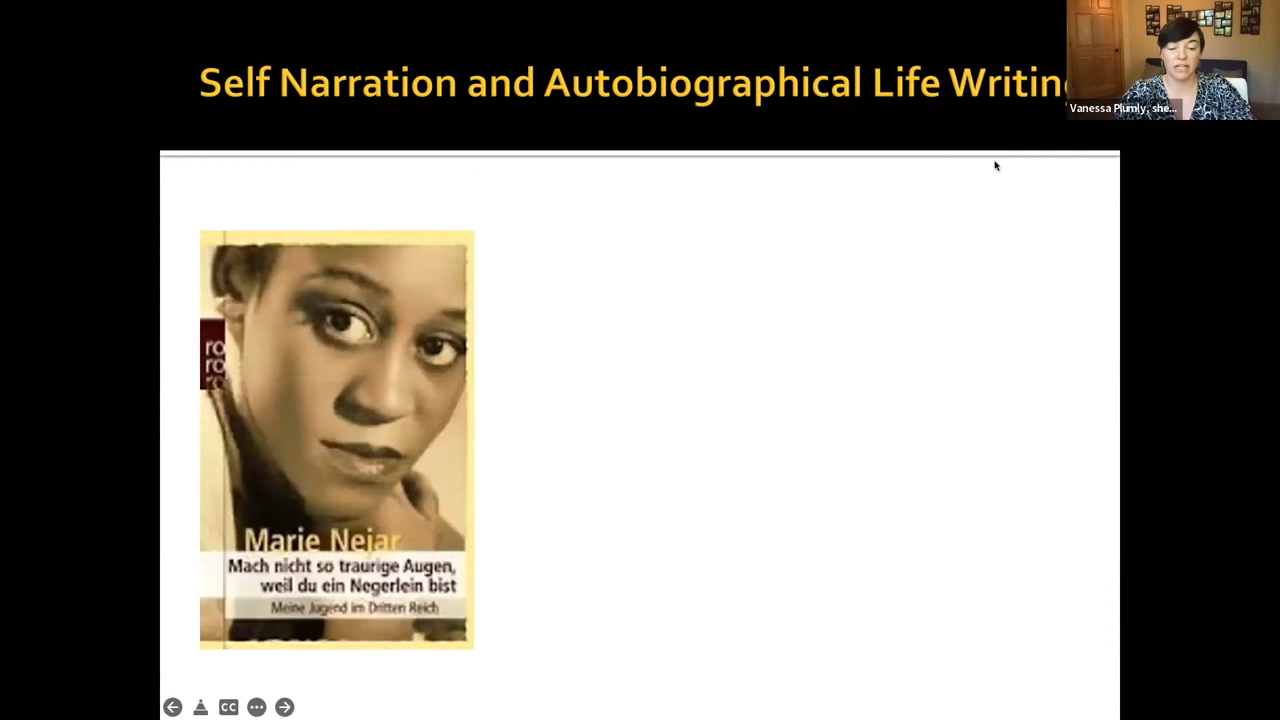 Self Narration and Autobiographical Life Writing
Vanessa Plumly, she...
ro
ro
ro
Marie Nejar
Mach nicht so traurige Augen,
weil du ein Negerlein bist
Meine Jugend im Dritten Reich
CC